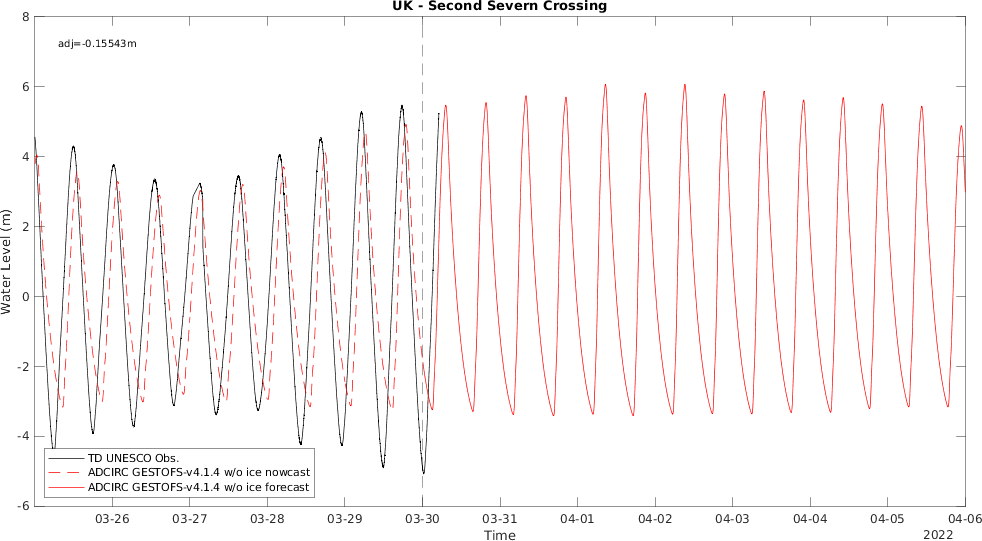 UK - Second Severn Crossing
adj=-0.15543m
8
6
4
2
0
-2
-4
-6
Water Level (m)
TD UNESCO Obs.
ADCIRC GESTOFS-v4.1.4 w/o ice nowcast
ADCIRC GESTOFS-v4.1.4 w/o ice forecast
03-26 03-27 03-28 03-29 03-30 03-31 04-01 04-02 04-03 04-04 04-05 04-06
Time
2022